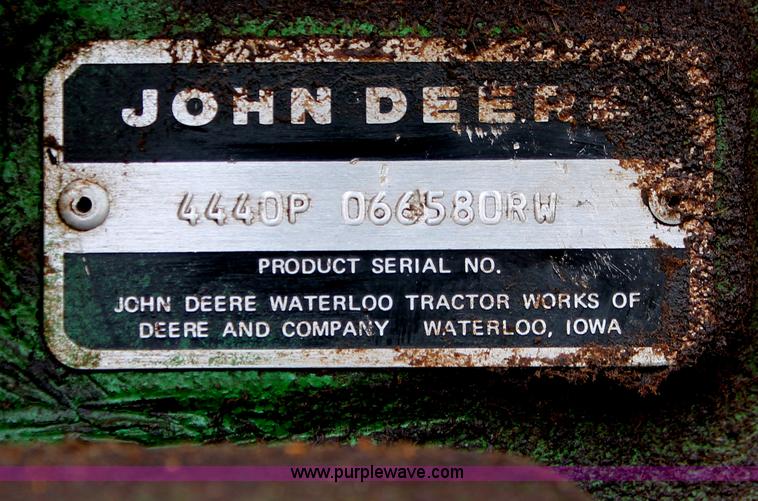 JOHN DEERE
4440P 066580RW
PRODUCT SERIAL NO.
JOHN DEERE WATERLOO TRACTOR WORKS OF
DEERE AND COMPANY WATERLOO, IOWA
www.purplewave.com